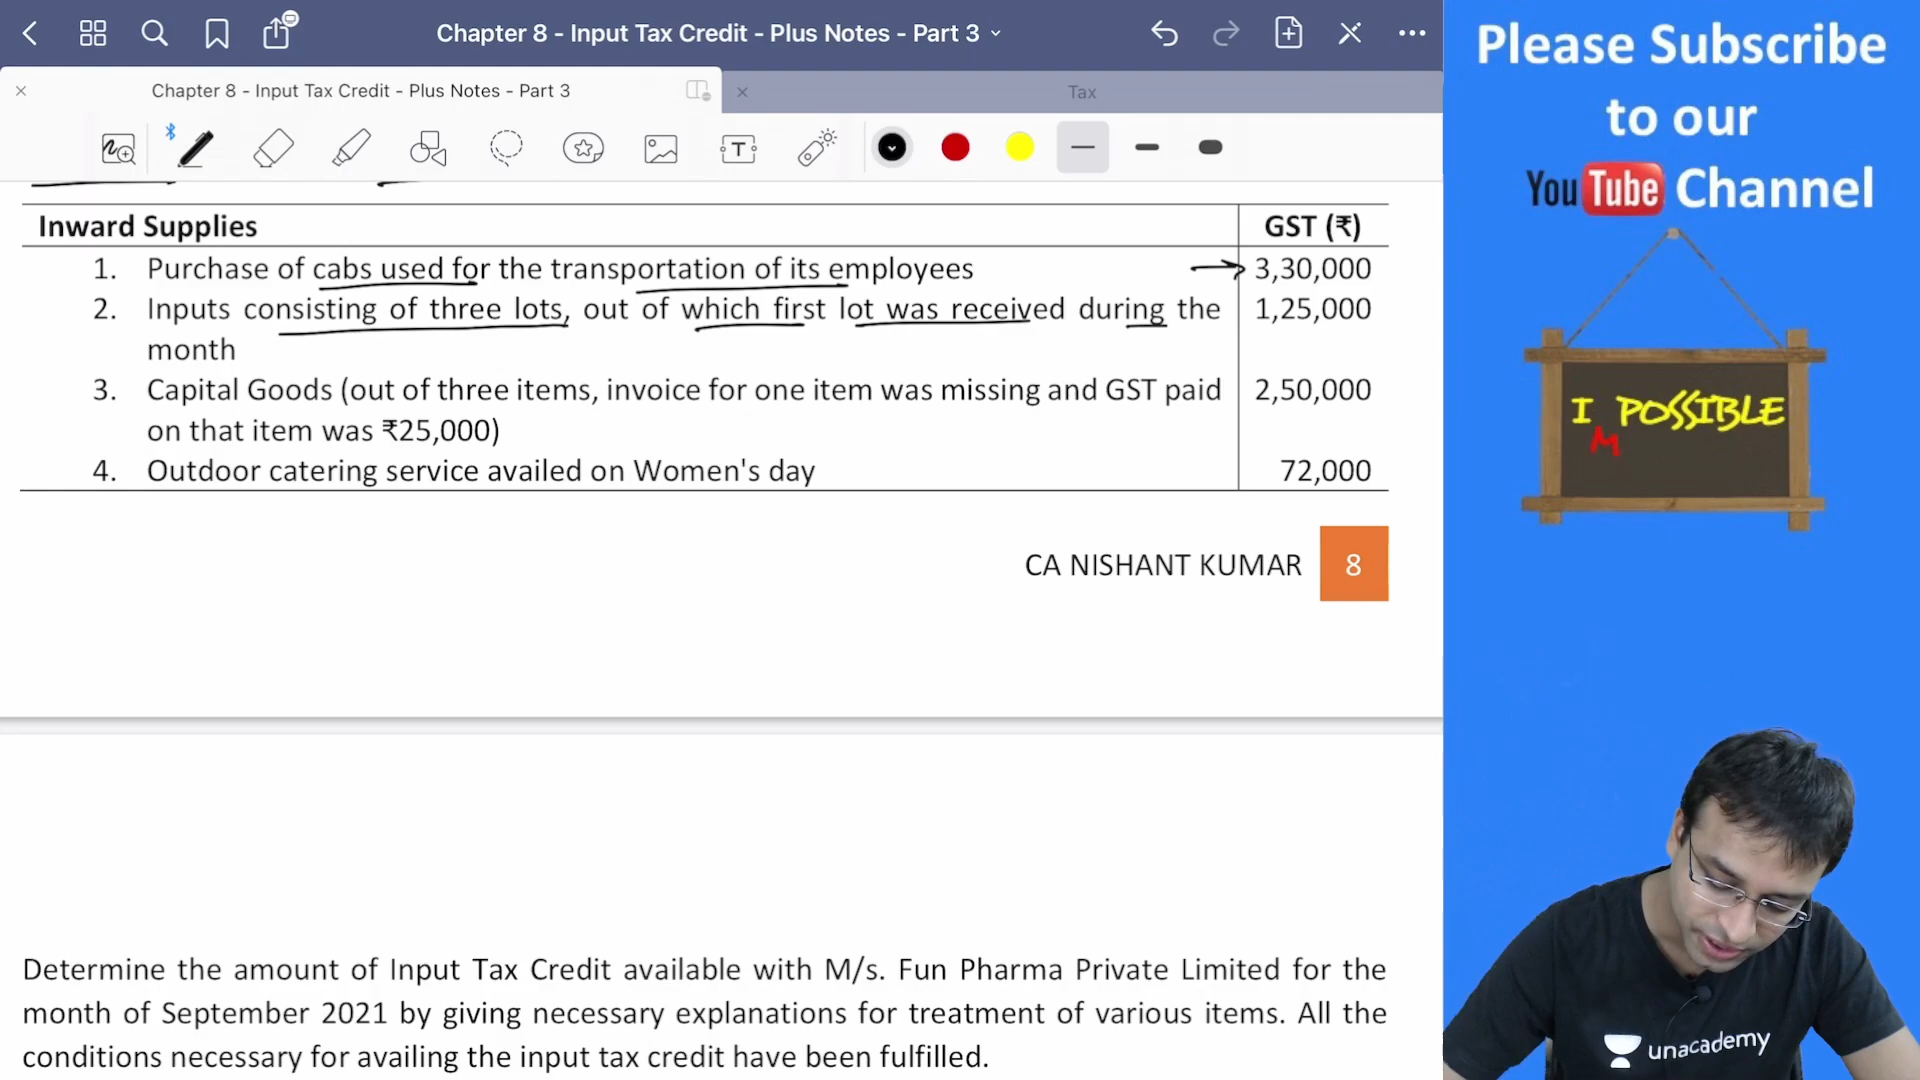 Chapter 8 - Input Tax Credit - Plus Notes - Part 3
Chapter 8 - Input Tax Credit - Plus Notes - Part 3
Tax
T
Inward Supplies GST (₹)
1. Purchase of cabs used for the transportation of its employees 3,30,000
2. Inputs consisting of three lots, out of which first lot was received during the 1,25,000
month
3. Capital Goods (out of three items, invoice for one item was missing and GST paid 2,50,000
on that item was ₹25,000)
4. Outdoor catering service availed on Women's day 72,000
CA NISHANT KUMAR 8
Determine the amount of Input Tax Credit available with M/s. Fun Pharma Private Limited for the
month of September 2021 by giving necessary explanations for treatment of various items. All the
conditions necessary for availing the input tax credit have been fulfilled.
Please Subscribe
to our
YouTube Channel
I POSSIBLE
M
unacademy